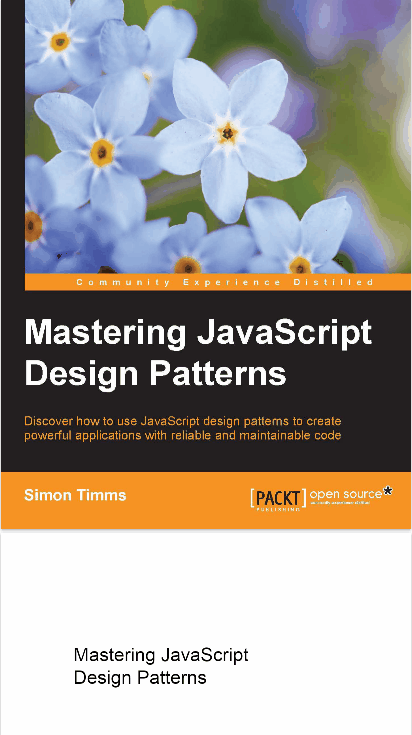 Community Experience Distilled
Mastering JavaScript
Design Patterns
Discover how to use JavaScript design patterns to create
powerful applications with reliable and maintainable code
Simon Timms
[PACKT] open source*
PUBLISHING
Mastering JavaScript
Design Patterns